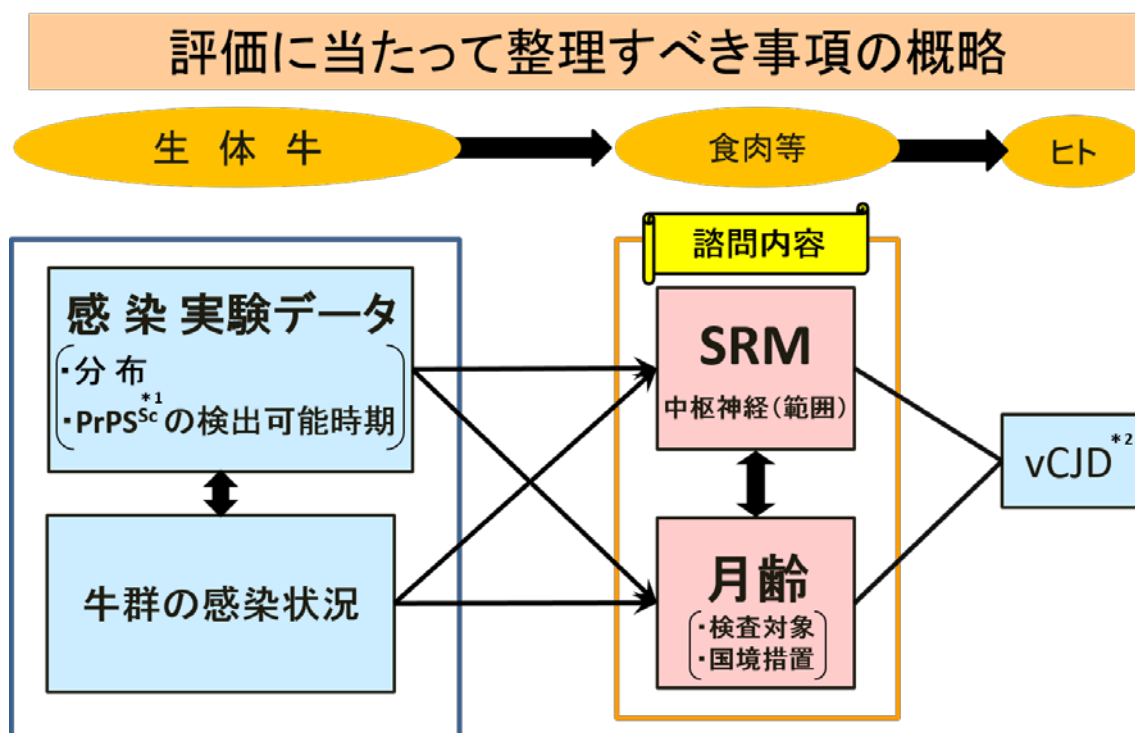 評価に当たって整理すべき事項の概略
生 体 牛
食肉等
ヒト
諮問内容
感 染 実験データ
・分 布
・PrPSSc*1の検出可能時期
牛群の感染状況
SRM
中枢神経(範囲)
月齢
・検査対象
・国境措置
vCJD*2